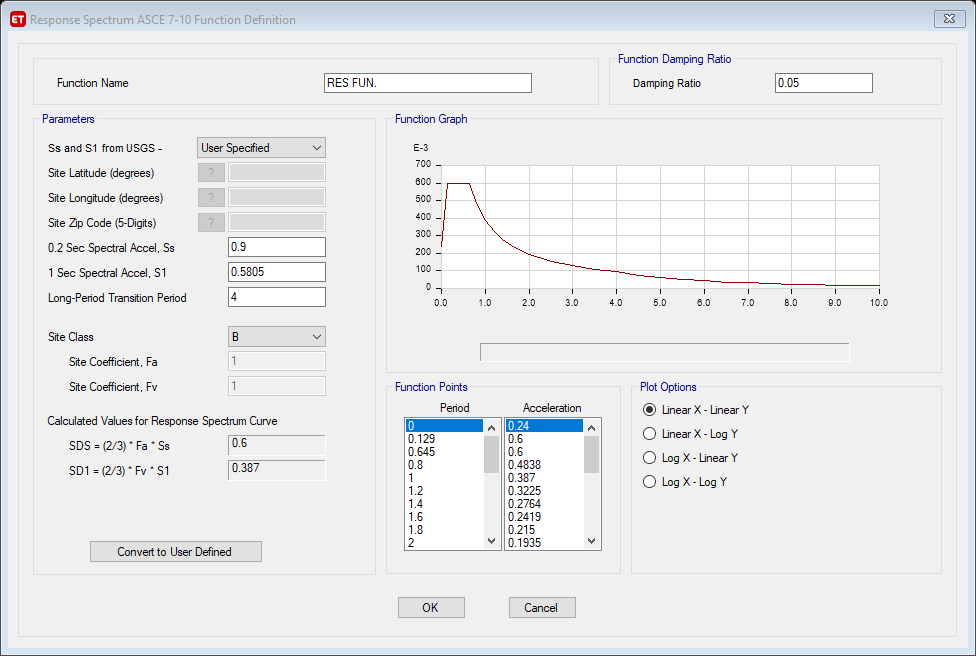 ET Response Spectrum ASCE 7-10 Function Definition
Function Name RES FUN.
Function Damping Ratio
Damping Ratio 0.05
Parameters
Ss and S1 from USGS - User Specified
Site Latitude (degrees) ?
Site Longitude (degrees) ?
Site Zip Code (5-Digits) ?
0.2 Sec Spectral Accel, Ss 0.9
1 Sec Spectral Accel, S1 0.5805
Long-Period Transition Period 4
Site Class B
Site Coefficient, Fa 1
Site Coefficient, Fv 1
Calculated Values for Response Spectrum Curve
SDS = (2/3) * Fa * Ss 0.6
SD1 = (2/3) * Fv * S1 0.387
Convert to User Defined
Function Graph
E-3
700
600
500
400
300
200
100
0
0.0 1.0 2.0 3.0 4.0 5.0 6.0 7.0 8.0 9.0 10.0
Function Points
Period Acceleration
0 0.24
0.129 0.6
0.645 0.6
0.8 0.4838
1 0.387
1.2 0.3225
1.4 0.2764
1.6 0.2419
1.8 0.215
2 0.1935
Plot Options
Linear X - Linear Y
Linear X - Log Y
Log X - Linear Y
Log X - Log Y
OK Cancel